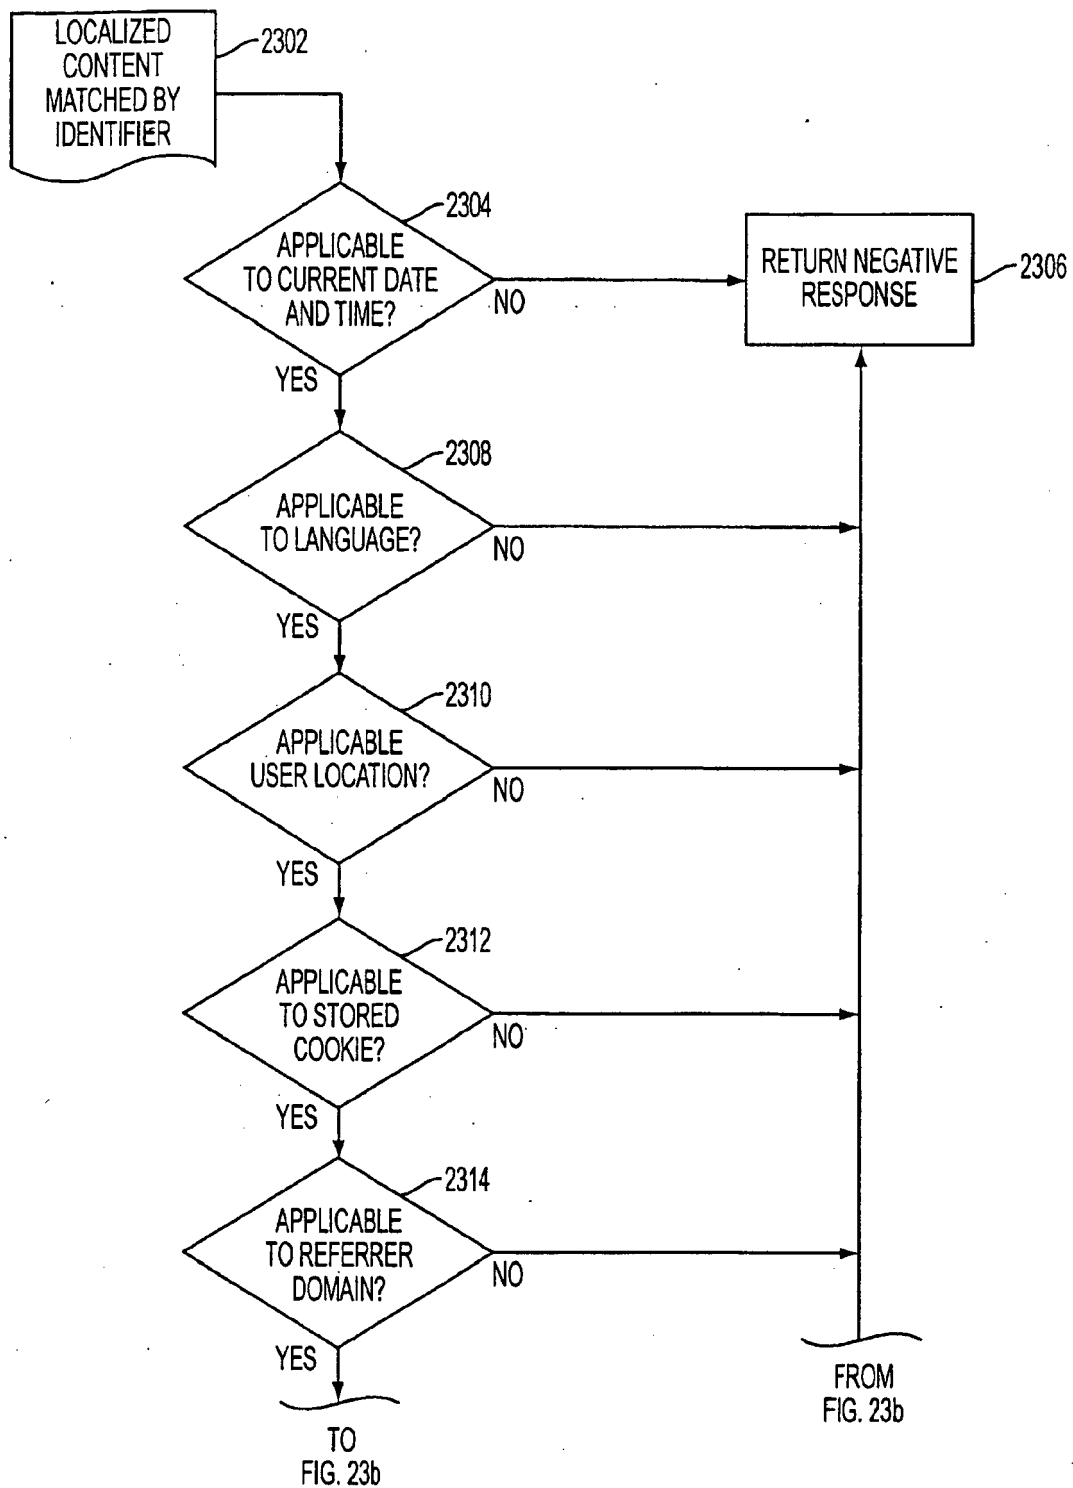 LOCALIZED
CONTENT
MATCHED BY
IDENTIFIER
2302
2304
APPLICABLE
TO CURRENT DATE
AND TIME?
NO
YES
RETURN NEGATIVE
RESPONSE
2306
2308
APPLICABLE
TO LANGUAGE?
NO
YES
2310
APPLICABLE
USER LOCATION?
NO
YES
2312
APPLICABLE
TO STORED
COOKIE?
NO
YES
2314
APPLICABLE
TO REFERRER
DOMAIN?
NO
YES
TO
FIG. 23b
FROM
FIG. 23b